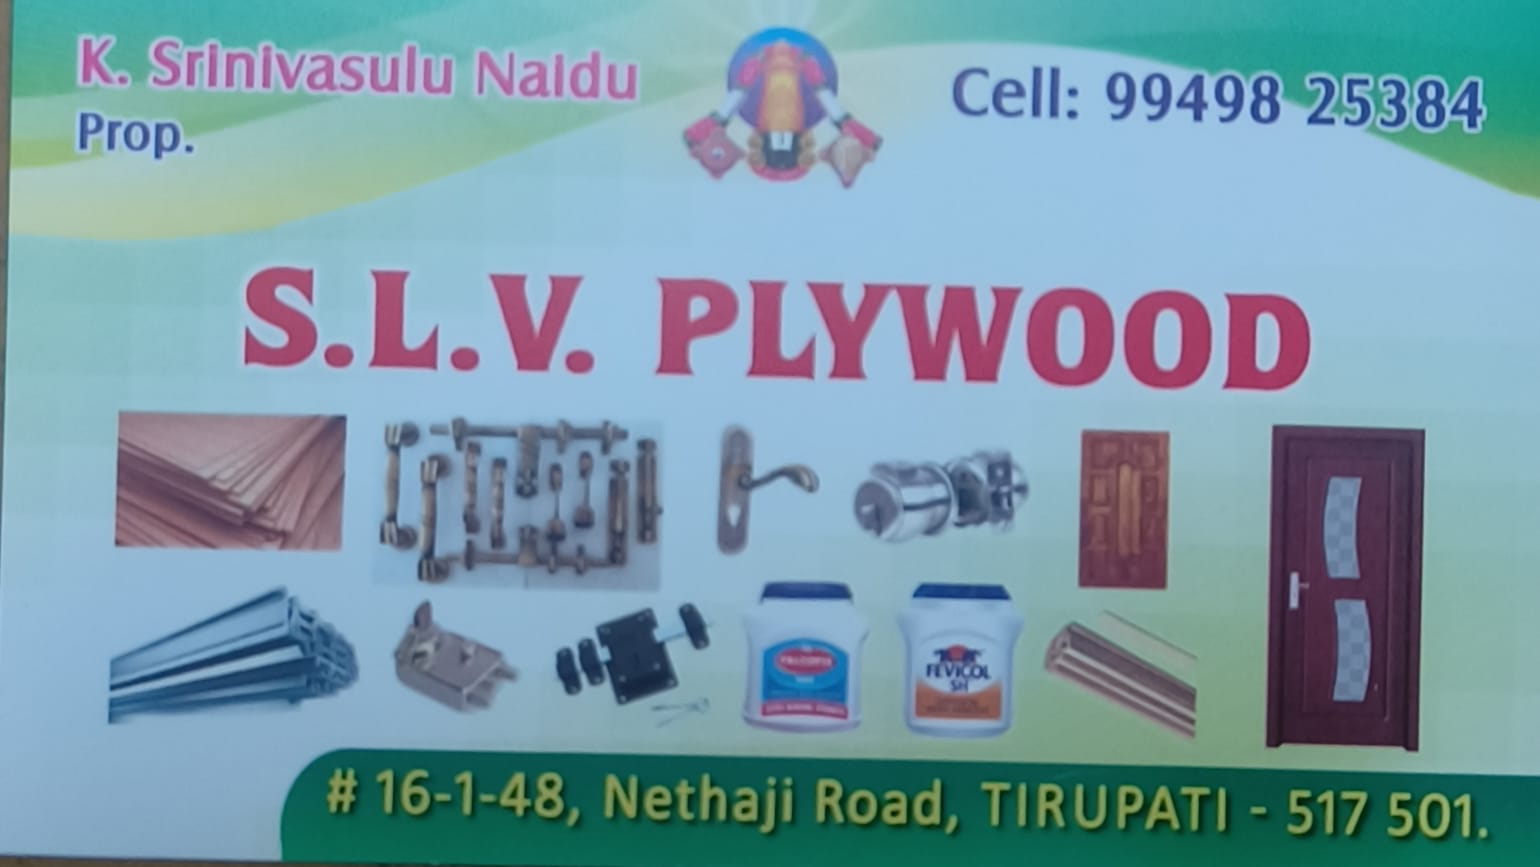 K. Srinivasulu Naidu
Prop.
Cell: 99498 25384
S.L.V. PLYWOOD
FEVICOL
SH
# 16-1-48, Nethaji Road, TIRUPATI - 517 501.